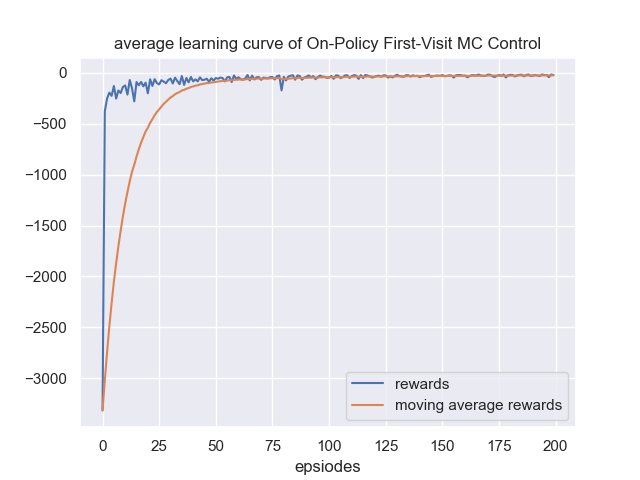 average learning curve of On-Policy First-Visit MC Control
0
−500
−1000
−1500
−2000
−2500
−3000
0 25 50 75 100 125 150 175 200
epsiodes
rewards
moving average rewards